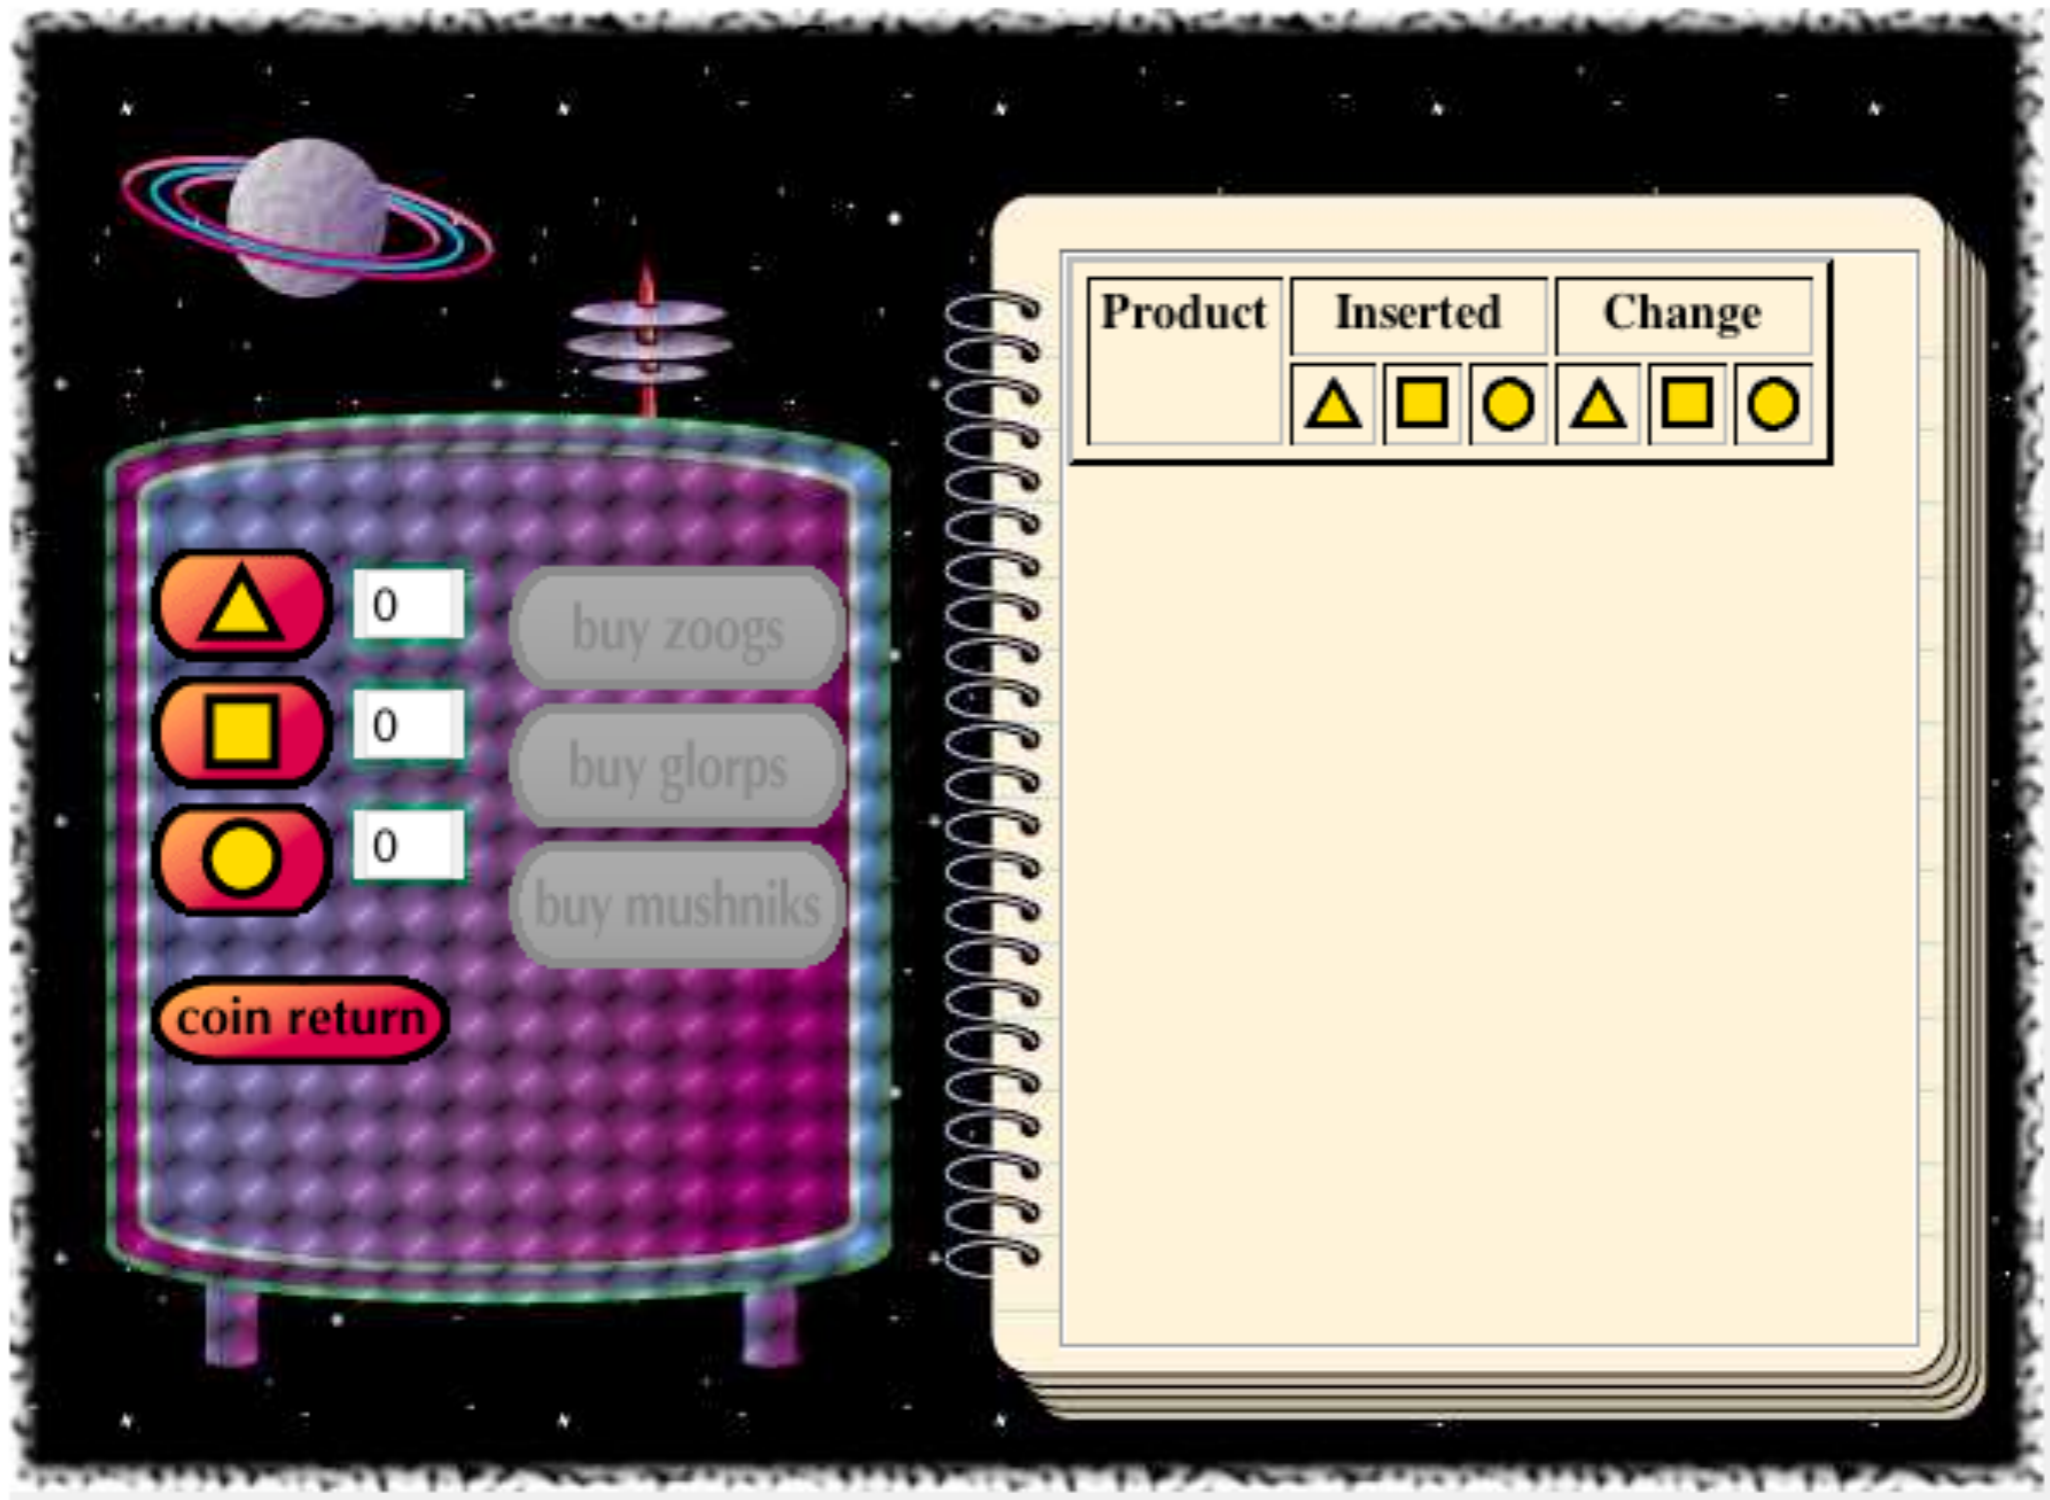 Product Inserted Change
0 buy zoogs
0 buy glorps
0 buy mushniks
coin return